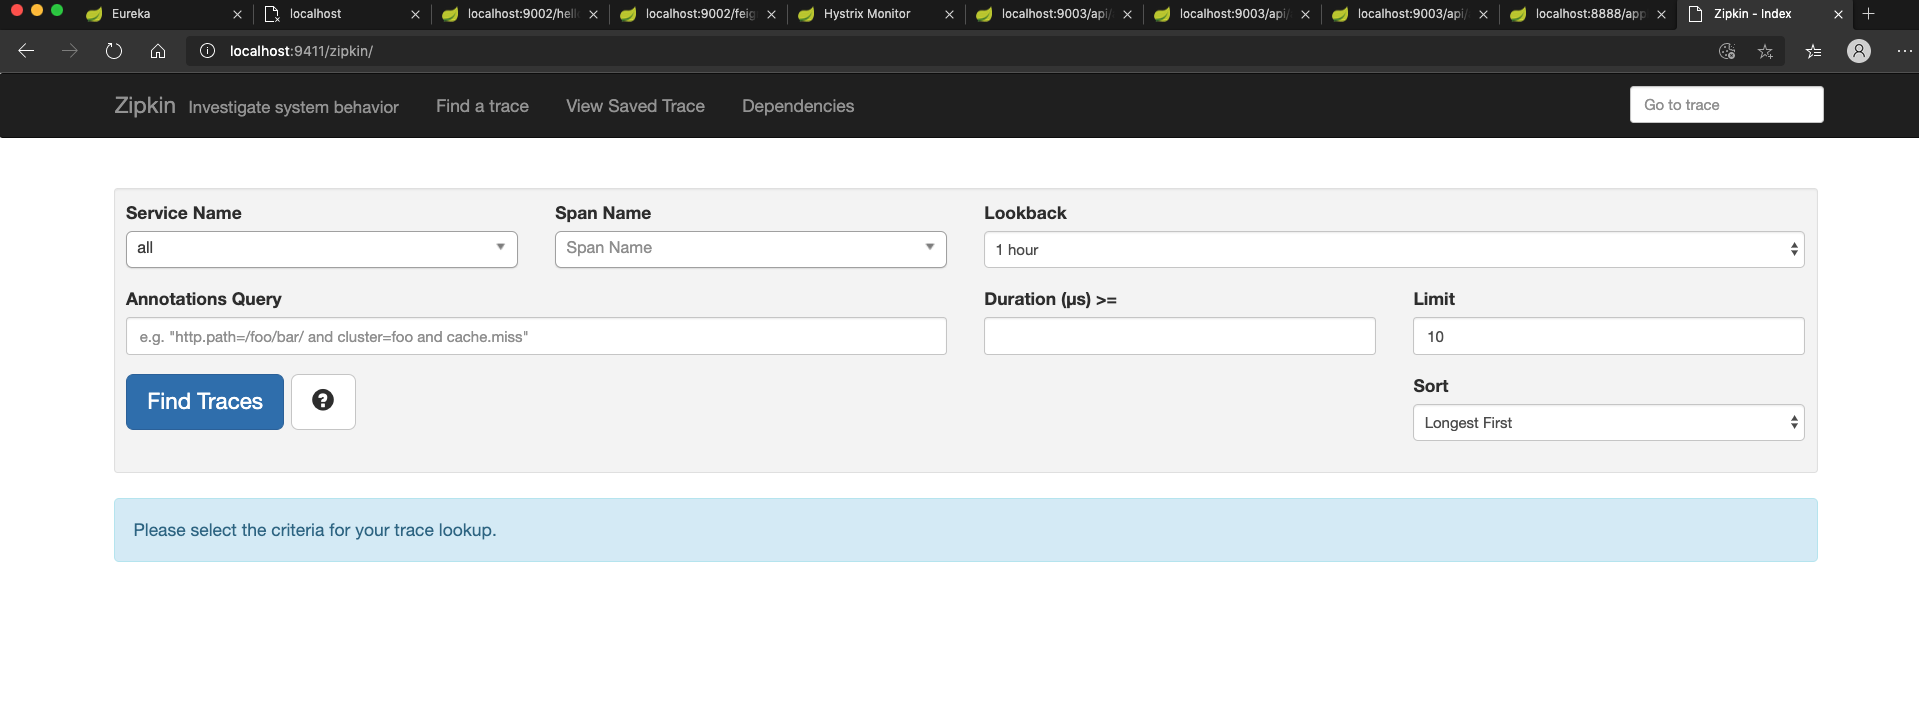 Eureka
localhost
localhost:9002/hell
localhost:9002/feig
Hystrix Monitor
localhost:9003/api/
localhost:9003/api/
localhost:9003/api/
localhost:8888/app
Zipkin - Index
localhost:9411/zipkin/
Zipkin Investigate system behavior Find a trace View Saved Trace Dependencies Go to trace
Service Name Span Name Lookback
all Span Name 1 hour
Annotations Query Duration (μs) >= Limit
e.g. "http.path=/foo/bar/ and cluster=foo and cache.miss" 10
Find Traces ?
Sort
Longest First
Please select the criteria for your trace lookup.